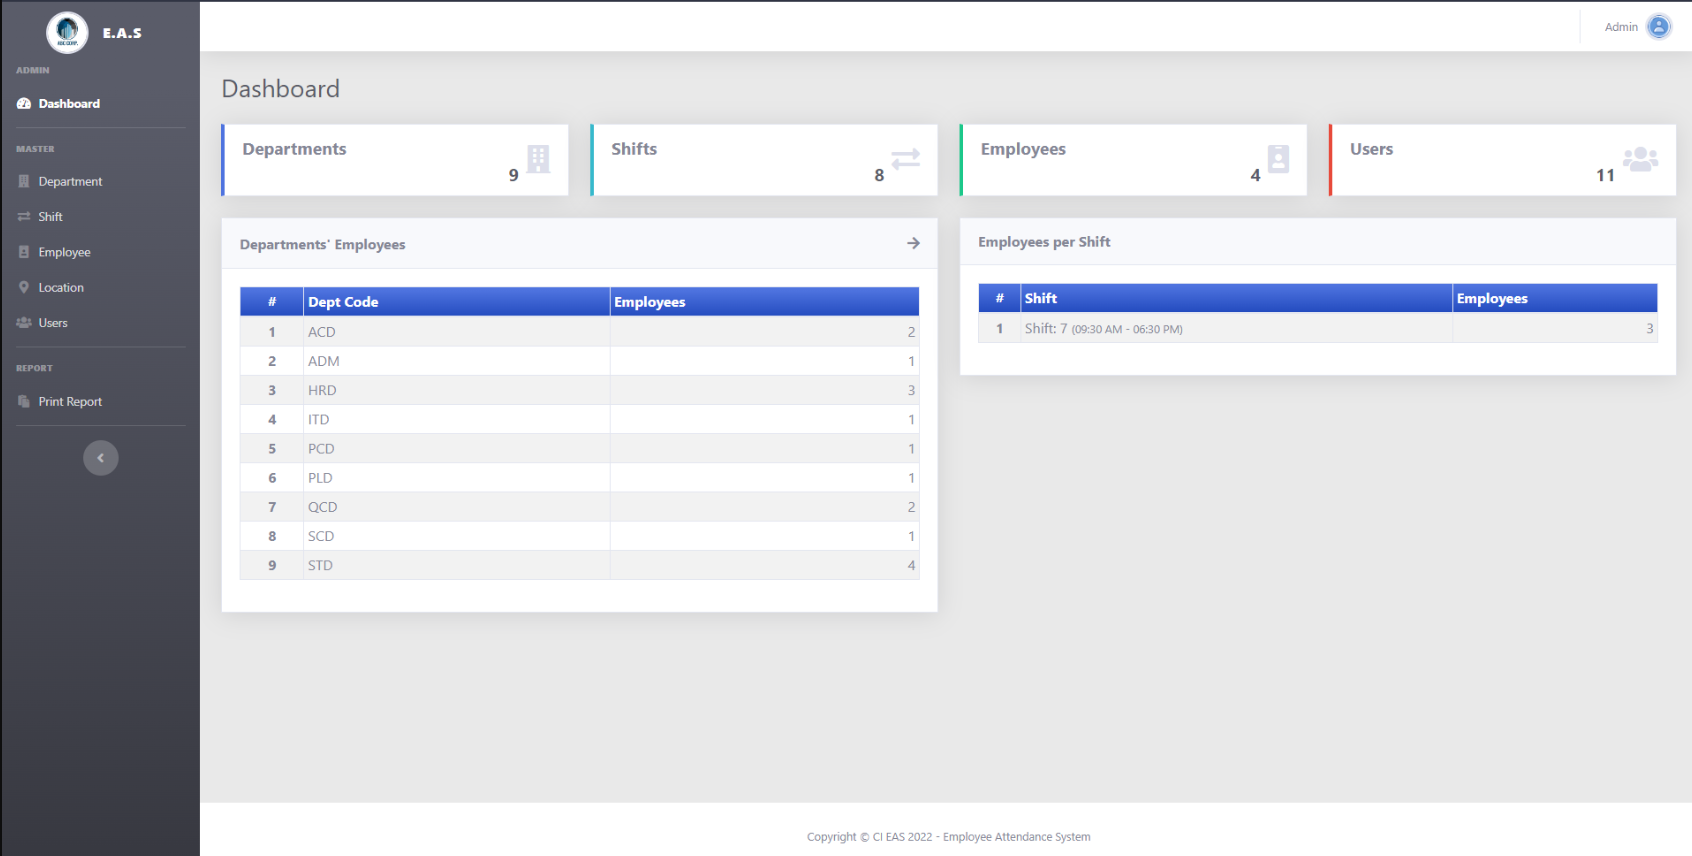 ABC CORP.
E.A.S
Admin
ADMIN
Dashboard
MASTER
Department
Shift
Employee
Location
Users
REPORT
Print Report
Dashboard
Departments
9
Shifts
8
Employees
4
Users
11
Departments' Employees
# Dept Code Employees
1 ACD 2
2 ADM 1
3 HRD 3
4 ITD 1
5 PCD 1
6 PLD 1
7 QCD 2
8 SCD 1
9 STD 4
Employees per Shift
# Shift Employees
1 Shift: 7 (09:30 AM - 06:30 PM) 3
Copyright © CI EAS 2022 - Employee Attendance System